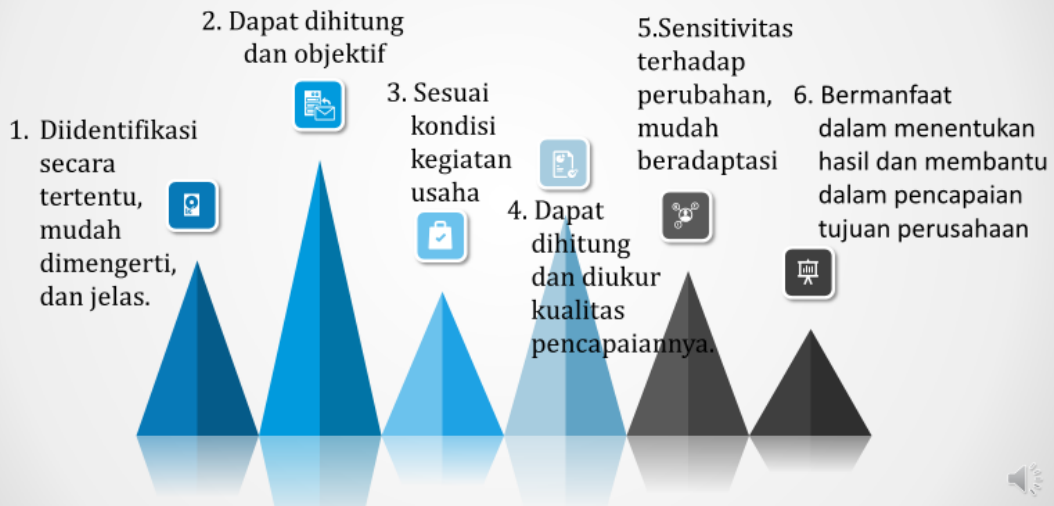 1. Diidentifikasi
secara
tertentu,
mudah
dimengerti,
dan jelas.
2. Dapat dihitung
dan objektif
3. Sesuai
kondisi
kegiatan
usaha
4. Dapat
dihitung
dan diukur
kualitas
pencapaiannya.
5.Sensitivitas
terhadap
perubahan,
mudah
beradaptasi
6. Bermanfaat
dalam menentukan
hasil dan membantu
dalam pencapaian
tujuan perusahaan